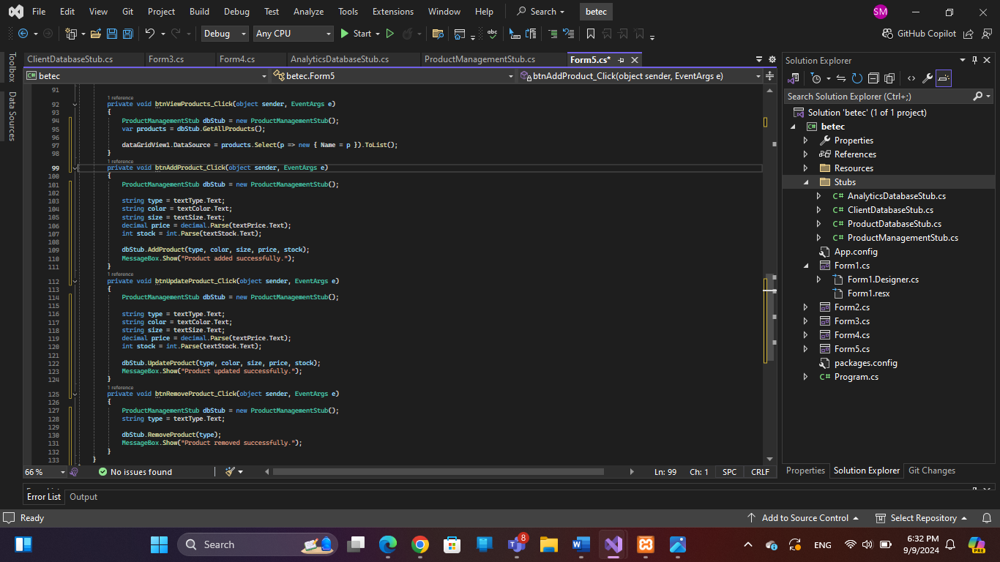 File Edit View Git Project Build Debug Test Analyze Tools Extensions Window Help Search betec SM
Debug Any CPU Start GitHub Copilot
Toolbox
Data Sources
ClientDatabaseStub.cs Form3.cs Form4.cs AnalyticsDatabaseStub.cs ProductManagementStub.cs Form5.cs*
betec betec.Form5 btnAddProduct_Click(object sender, EventArgs e)
91
1 reference
92 private void btnViewProducts_Click(object sender, EventArgs e)
93 {
94 ProductManagementStub dbStub = new ProductManagementStub();
95 var products = dbStub.GetAllProducts();
96
97 dataGridView1.DataSource = products.Select(p => new { Name = p }).ToList();
98 }
1 reference
99 private void btnAddProduct_Click(object sender, EventArgs e)
100 {
101 ProductManagementStub dbStub = new ProductManagementStub();
102
103 string type = textType.Text;
104 string color = textColor.Text;
105 string size = textSize.Text;
106 decimal price = decimal.Parse(textPrice.Text);
107 int stock = int.Parse(textStock.Text);
108
109 dbStub.AddProduct(type, color, size, price, stock);
110 MessageBox.Show("Product added successfully.");
111 }
1 reference
112 private void btnUpdateProduct_Click(object sender, EventArgs e)
113 {
114 ProductManagementStub dbStub = new ProductManagementStub();
115
116 string type = textType.Text;
117 string color = textColor.Text;
118 string size = textSize.Text;
119 decimal price = decimal.Parse(textPrice.Text);
120 int stock = int.Parse(textStock.Text);
121
122 dbStub.UpdateProduct(type, color, size, price, stock);
123 MessageBox.Show("Product updated successfully.");
124 }
1 reference
125 private void btnRemoveProduct_Click(object sender, EventArgs e)
126 {
127 ProductManagementStub dbStub = new ProductManagementStub();
128 string type = textType.Text;
129
130 dbStub.RemoveProduct(type);
131 MessageBox.Show("Product removed successfully.");
132 }
133 }
66 % No issues found Ln: 99 Ch: 1 SPC CRLF
Solution Explorer
Search Solution Explorer (Ctrl+;)
Solution 'betec' (1 of 1 project)
C# betec
Properties
References
Resources
Stubs
C# AnalyticsDatabaseStub.cs
C# ClientDatabaseStub.cs
C# ProductDatabaseStub.cs
C# ProductManagementStub.cs
App.config
Form1.cs
Form1.Designer.cs
Form1.resx
Form2.cs
Form3.cs
Form4.cs
Form5.cs
packages.config
C# Program.cs
Properties Solution Explorer Git Changes
Error List Output
Ready Add to Source Control Select Repository
Search 8 ENG 6:32 PM
9/9/2024
PRE